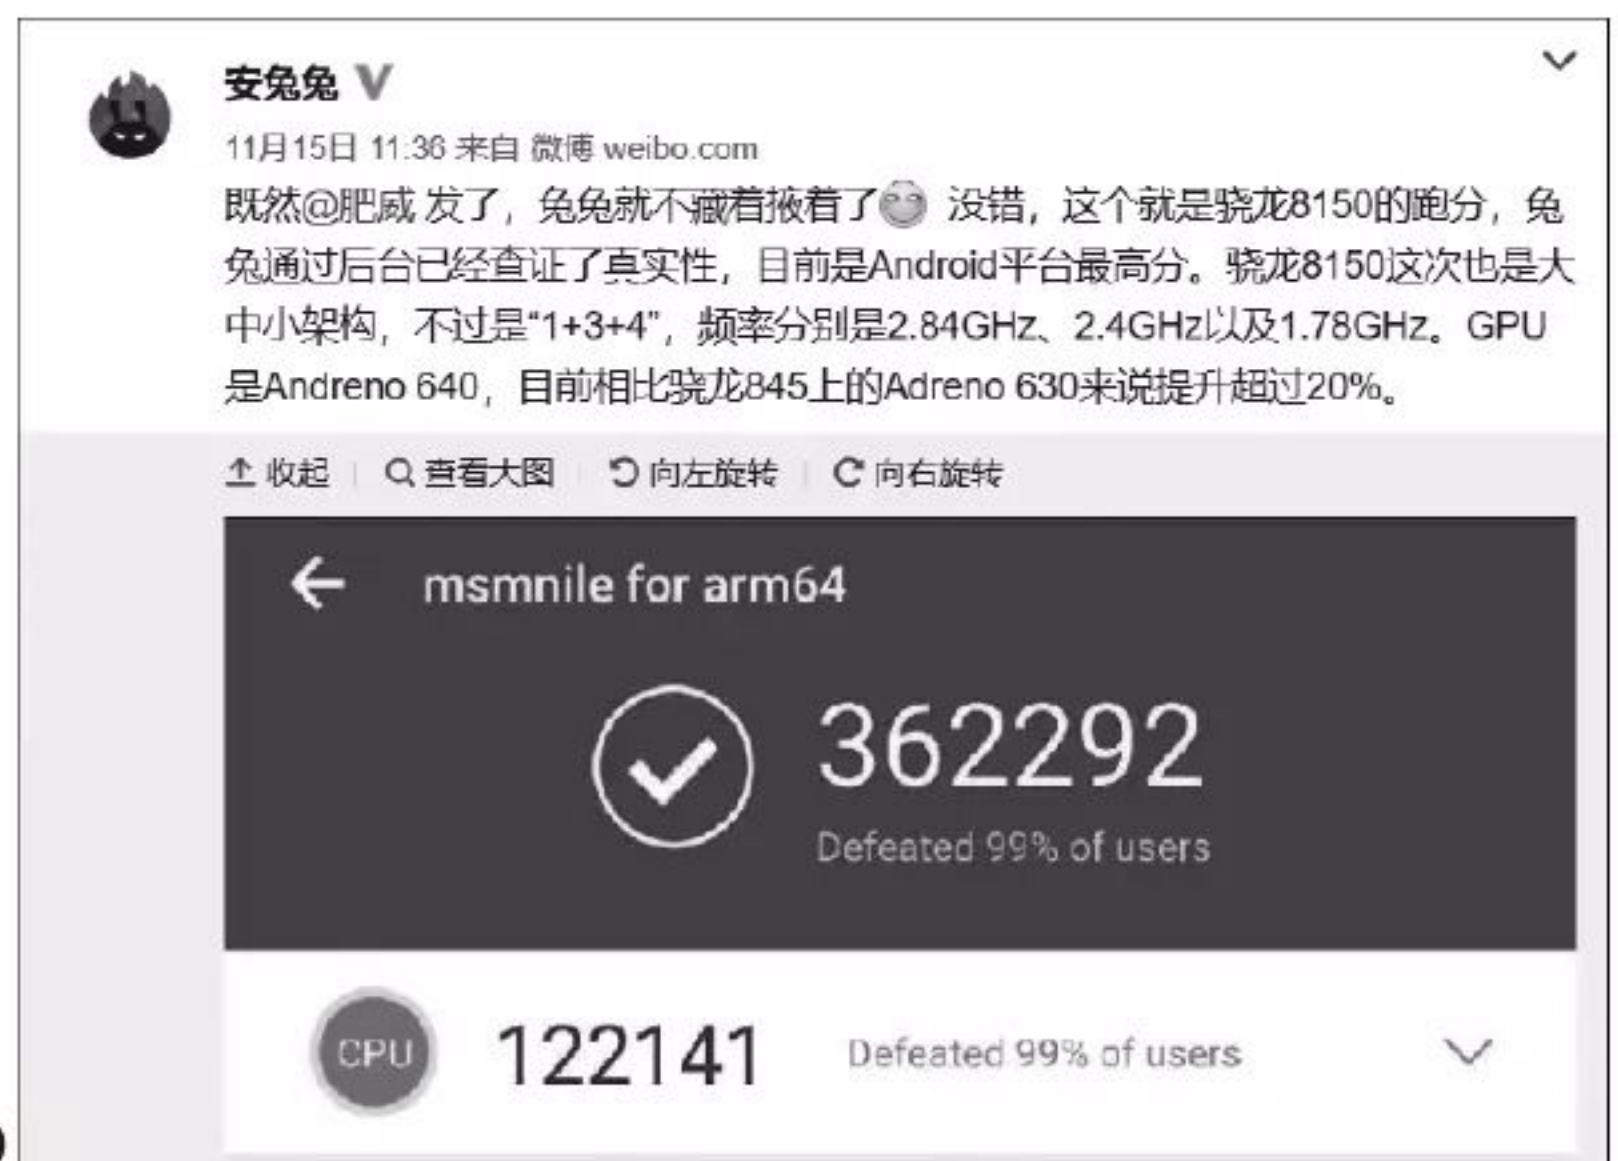 安兔兔 V
11月15日 11:36 来自 微博 weibo.com
既然@肥威 发了，兔兔就不藏着掖着了 没错，这个就是骁龙8150的跑分，兔
兔通过后台已经查证了真实性，目前是Android平台最高分。骁龙8150这次也是大
中小架构，不过是“1+3+4”，频率分别是2.84GHz、2.4GHz以及1.78GHz。GPU
是Andreno 640，目前相比骁龙845上的Adreno 630来说提升超过20%。
收起 查看大图 向左旋转 向右旋转
msmnile for arm64
362292
Defeated 99% of users
CPU 122141 Defeated 99% of users